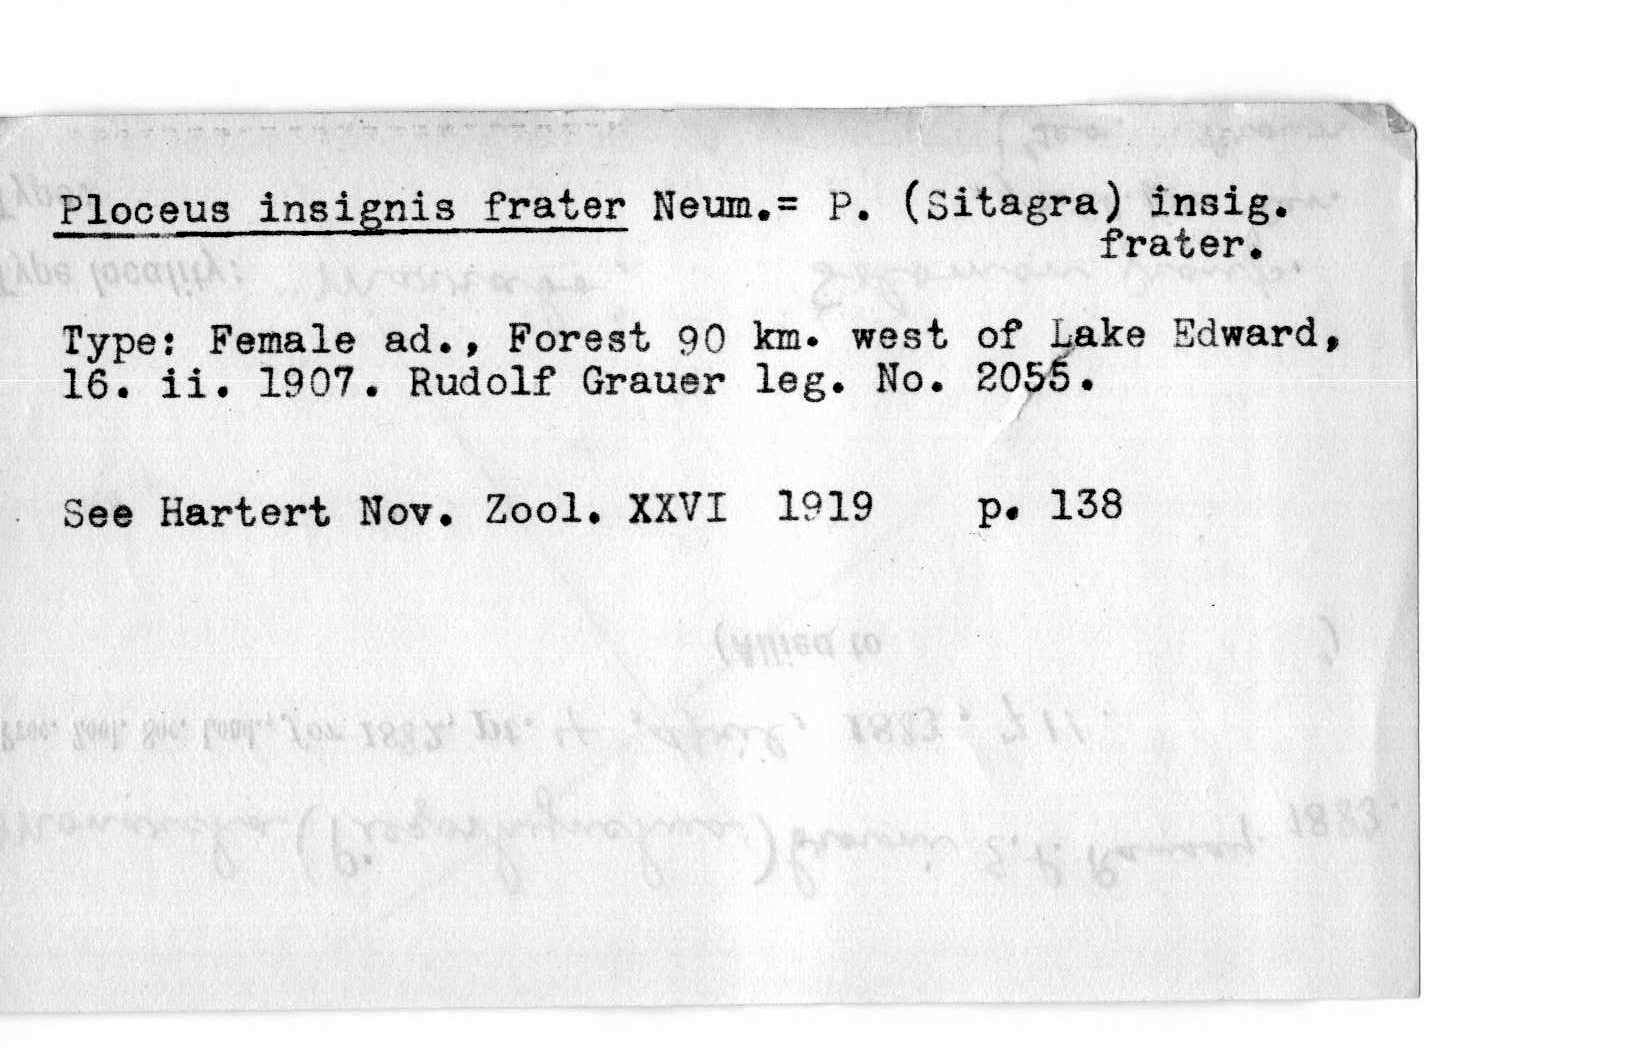 Ploceus insignis frater Neum.= P. (Sitagra) insig.
frater.
Type: Female ad., Forest 90 km. west of Lake Edward,
16. ii. 1907. Rudolf Grauer leg. No. 2055.
See Hartert Nov. Zool. XXVI 1919 p. 138